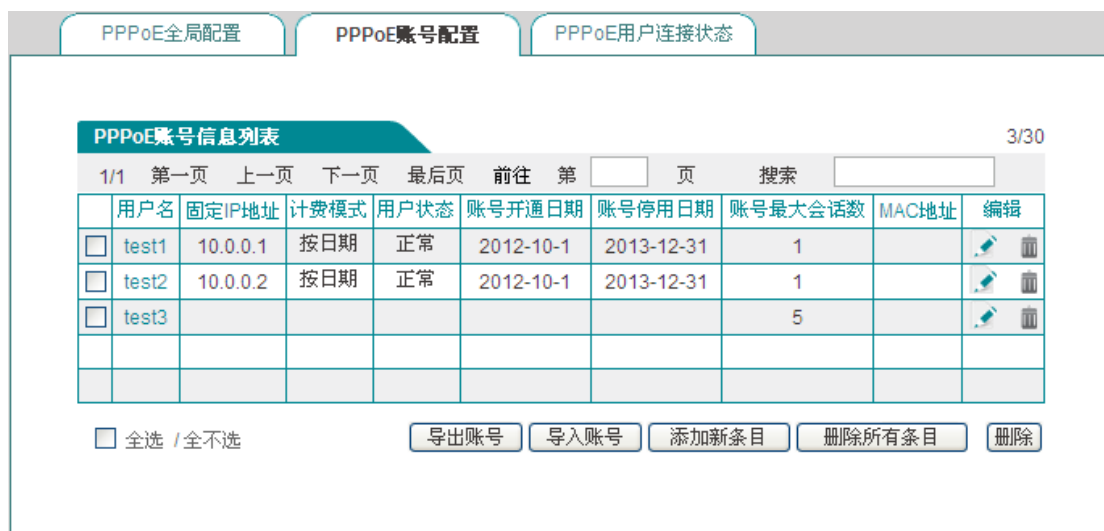 PPPoE全局配置 PPPoE账号配置 PPPoE用户连接状态
PPPoE账号信息列表 3/30
1/1 第一页 上一页 下一页 最后页 前往 第 页 搜索
用户名 固定IP地址 计费模式 用户状态 账号开通日期 账号停用日期 账号最大会话数 MAC地址 编辑
test1 10.0.0.1 按日期 正常 2012-10-1 2013-12-31 1
test2 10.0.0.2 按日期 正常 2012-10-1 2013-12-31 1
test3 5
全选 /全不选 导出账号 导入账号 添加新条目 删除所有条目 删除